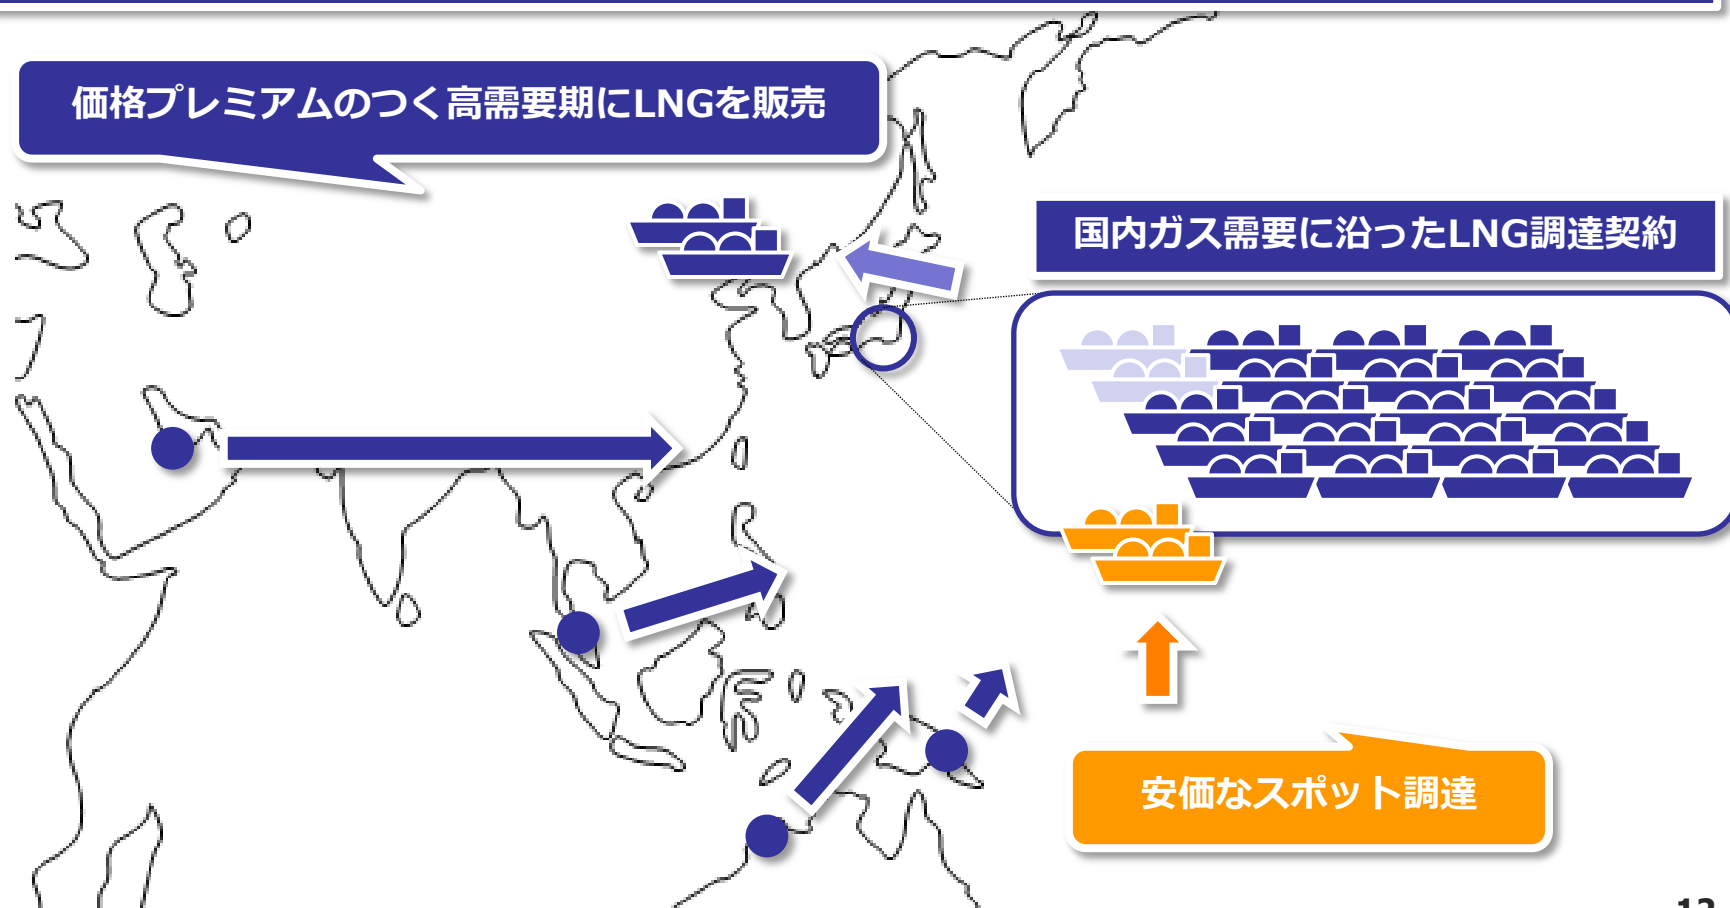 価格プレミアムのつく高需要期にLNGを販売
国内ガス需要に沿ったLNG調達契約
安価なスポット調達